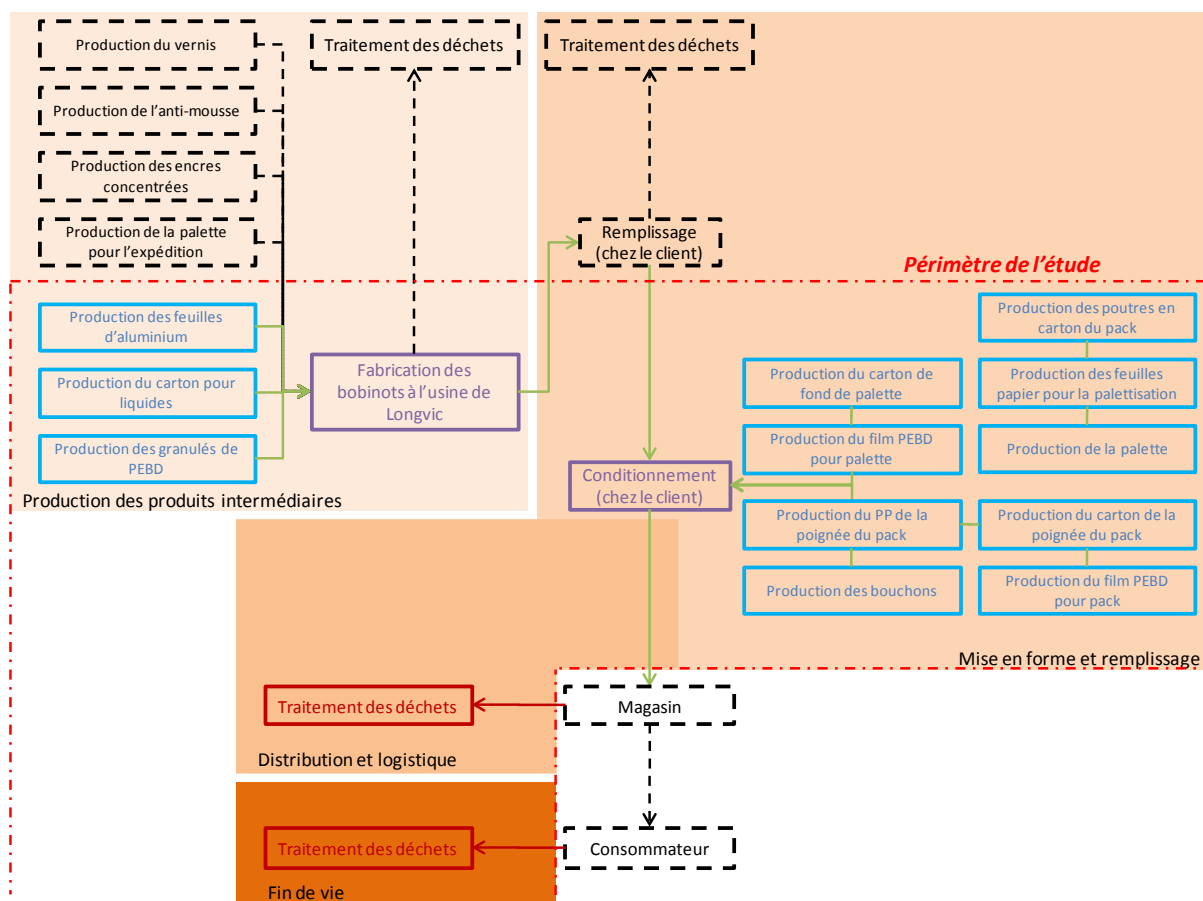 Production du vernis
Traitement des déchets
Traitement des déchets
Production de l'anti-mousse
Production des encres
concentrées
Production de la palette
pour l'expédition
Remplissage
(chez le client)
Périmètre de l'étude
Production des feuilles
d'aluminium
Production du carton pour
liquides
Production des granulés de
PEBD
Fabrication des
bobinots à l'usine de
Longvic
Production des produits intermédiaires
Production des poutres en
carton du pack
Production du carton de
fond de palette
Production des feuilles
papier pour la palettisation
Production du film PEBD
pour palette
Production de la palette
Conditionnement
(chez le client)
Production du PP de la
poignée du pack
Production du carton de la
poignée du pack
Production des bouchons
Production du film PEBD
pour pack
Mise en forme et remplissage
Traitement des déchets
Magasin
Distribution et logistique
Traitement des déchets
Consommateur
Fin de vie